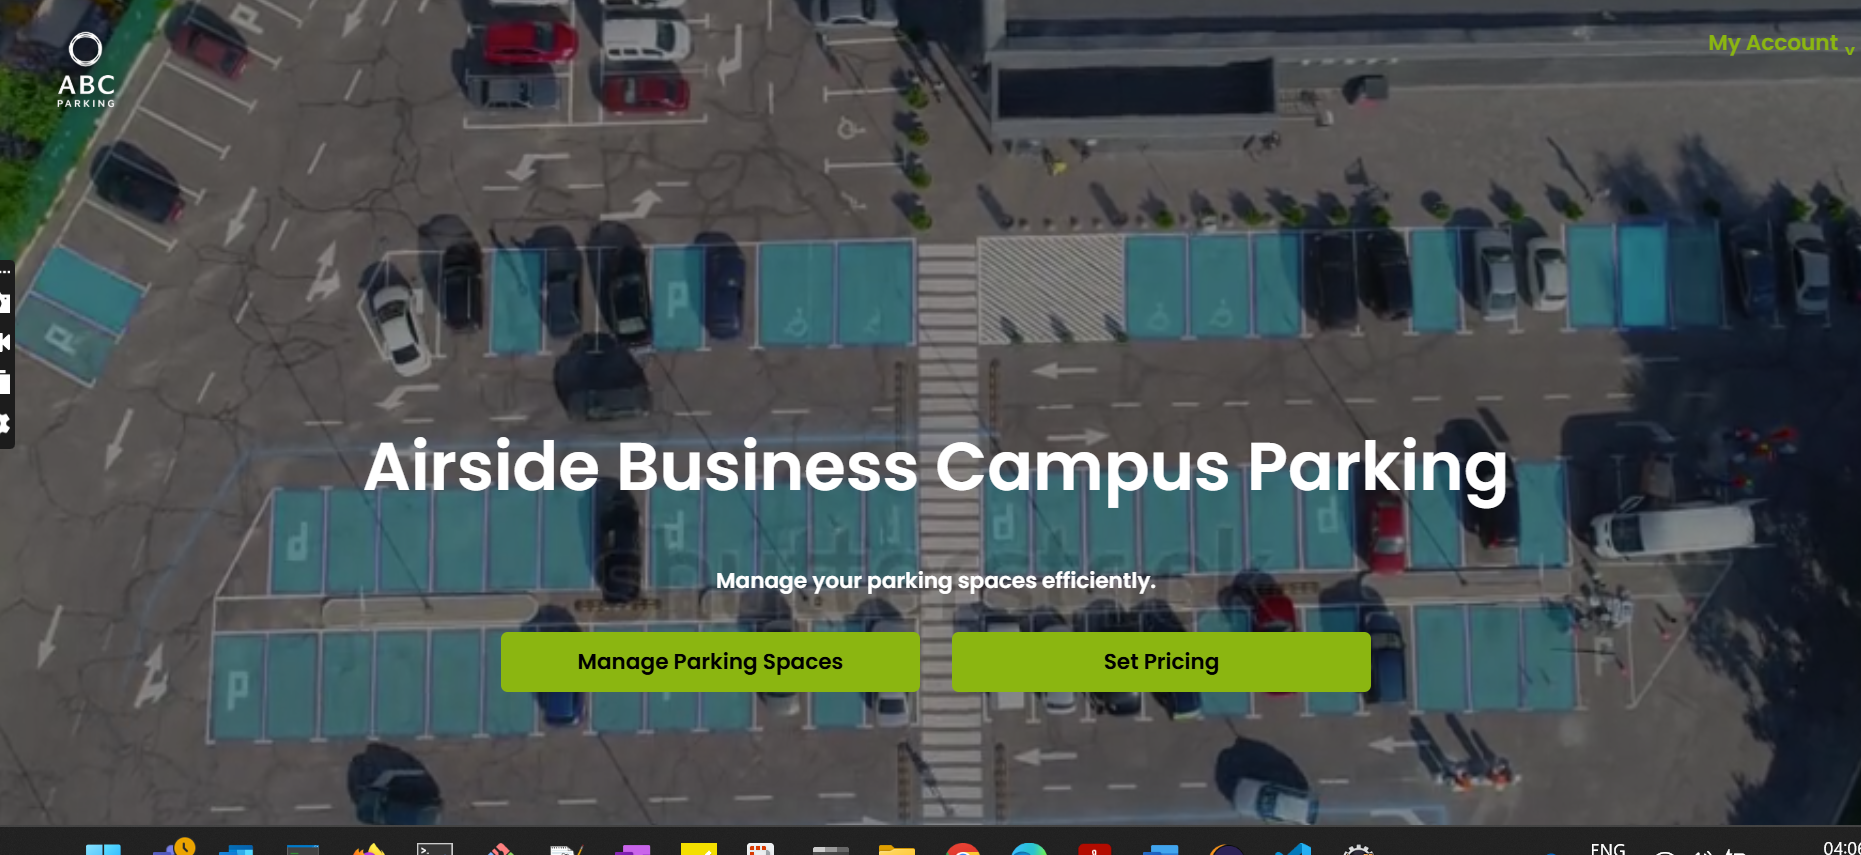 ABC
PARKING
My Account v
Airside Business Campus Parking
shutterstock
Manage your parking spaces efficiently.
Manage Parking Spaces
Set Pricing
ENG